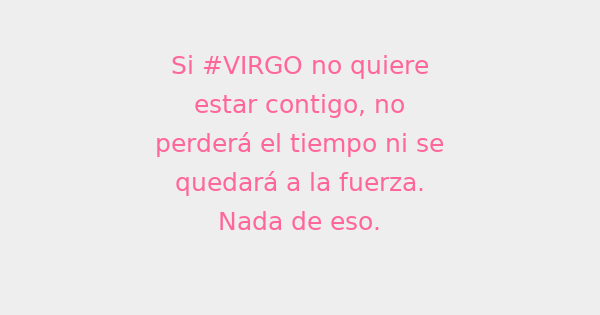 Si #VIRGO no quiere
estar contigo, no
perderá el tiempo ni se
quedará a la fuerza.
Nada de eso.